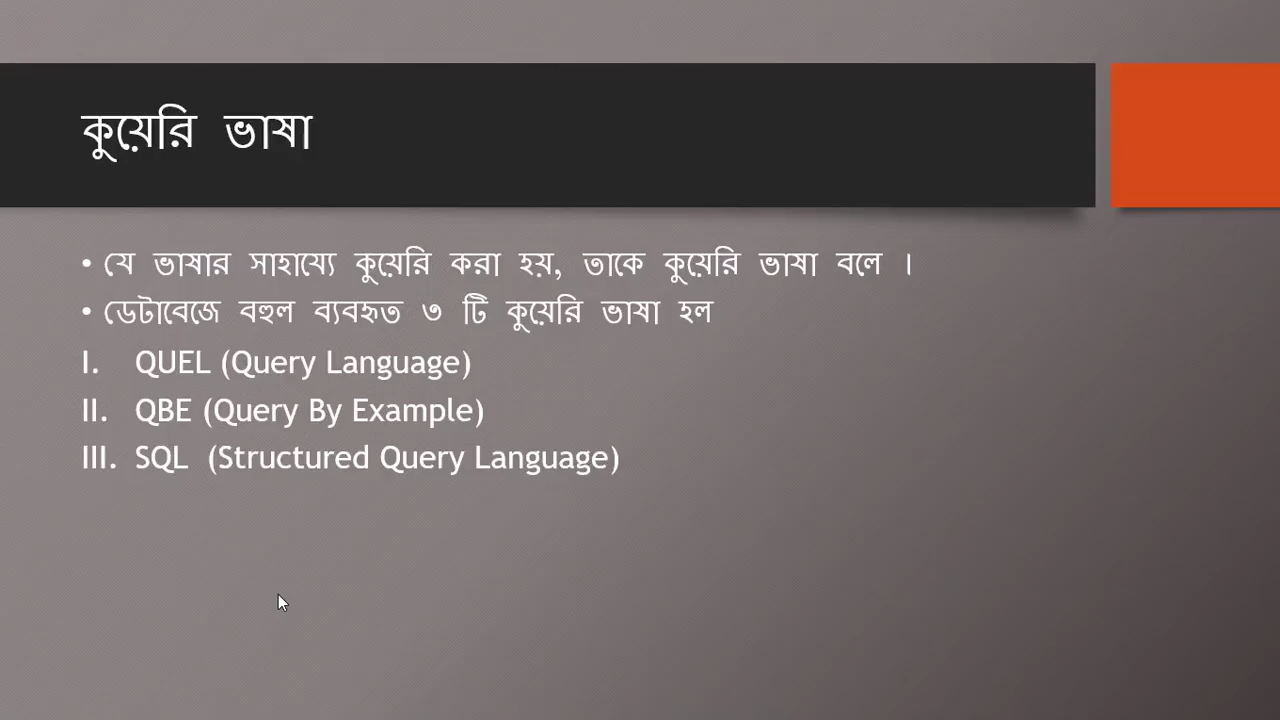 কুয়েরি ভাষা
• যে ভাষার সাহায্যে কুয়েরি করা হয়, তাকে কুয়েরি ভাষা বলে ।
• ডেটাবেজে বহুল ব্যবহৃত ৩ টি কুয়েরি ভাষা হল
I. QUEL (Query Language)
II. QBE (Query By Example)
III. SQL (Structured Query Language)